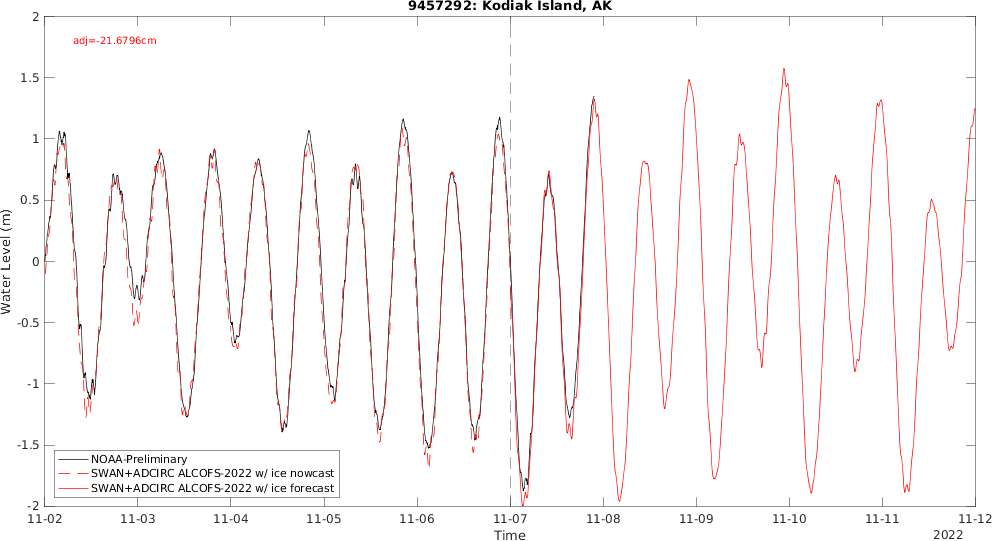 9457292: Kodiak Island, AK
adj=-21.6796cm
Water Level (m)
2
1.5
1
0.5
0
-0.5
-1
-1.5
-2
NOAA-Preliminary
SWAN+ADCIRC ALCOFS-2022 w/ ice nowcast
SWAN+ADCIRC ALCOFS-2022 w/ ice forecast
11-02 11-03 11-04 11-05 11-06 11-07 11-08 11-09 11-10 11-11 11-12
Time
2022